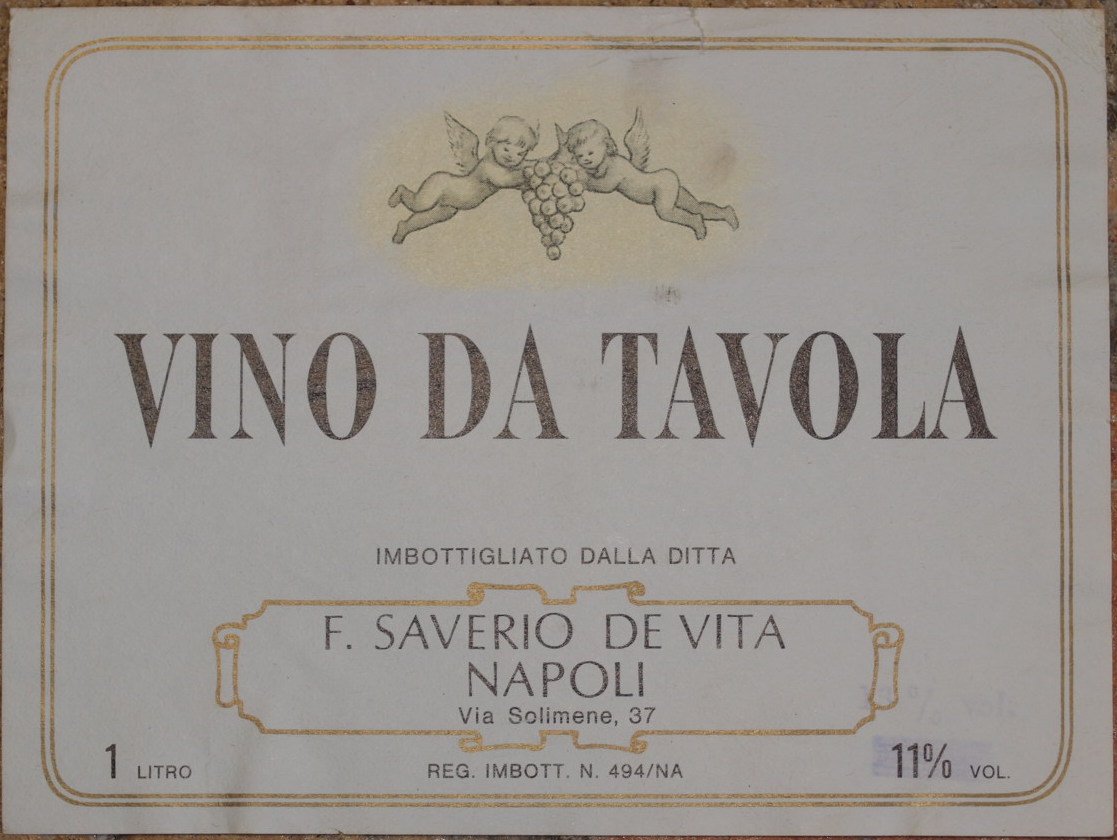 VINO DA TAVOLA
IMBOTTIGLIATO DALLA DITTA
F. SAVERIO DE VITA
NAPOLI
Via Solimene, 37
1 LITRO
REG. IMBOTT. N. 494/NA
11% VOL.